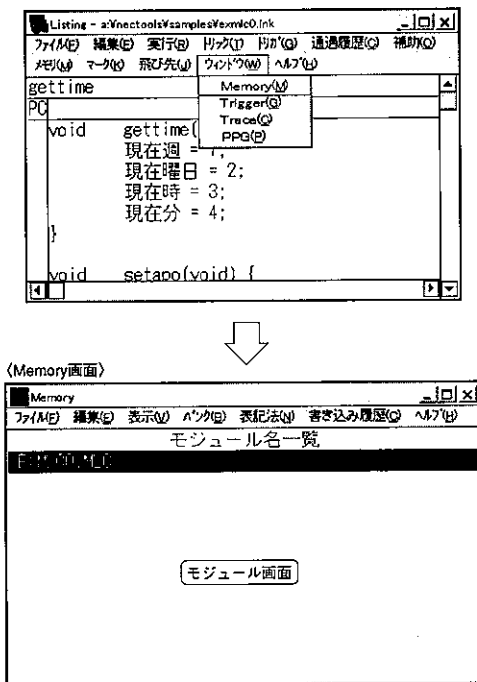 Listing - a:¥nectools¥samples¥exmlc0.lnk
ファイル(F) 編集(E) 実行(R) ﾄﾘｯｸ(T) ﾄﾘｶﾞ(G) 通過履歴(C) 補助(X)
ﾒﾓﾘ(M) マーク(K) 飛び先(J) ウィンドウ(W) ヘルプ(H)
gettime
Memory(M)
Trigger(G)
Trace(C)
PPG(P)
PC
void gettime(
現在週 = 1;
現在曜日 = 2;
現在時 = 3;
現在分 = 4;
}
void setapo(void) {
〈Memory画面〉
Memory
ファイル(F) 編集(E) 表示(V) バンク(B) 表記法(N) 書き込み履歴(C) ヘルプ(H)
モジュール名一覧
モジュール画面